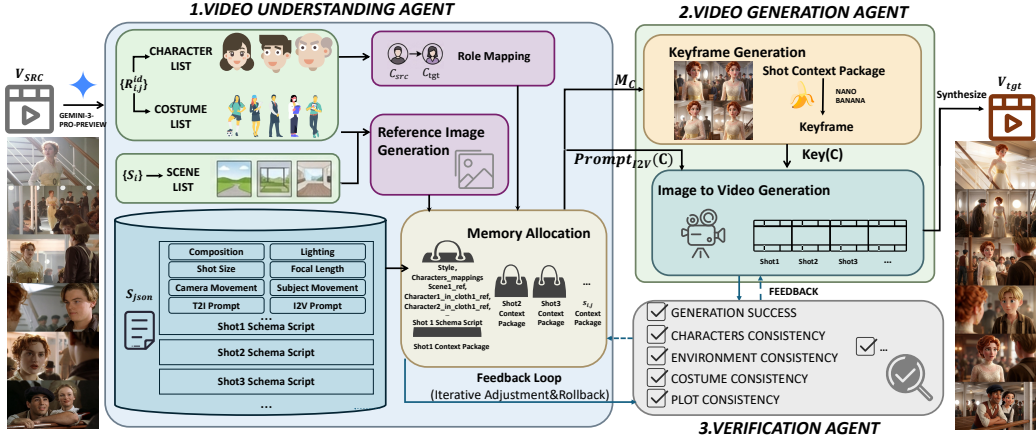 1.VIDEO UNDERSTANDING AGENT
V_SRC
GEMINI-3-
PRO-PREVIEW
{R^{id}_{i,j}}
CHARACTER
LIST
COSTUME
LIST
{S_i}
SCENE
LIST
C_src
C_tgt
Role Mapping
Reference Image
Generation
S_json
Composition
Lighting
Shot Size
Focal Length
Camera Movement
Subject Movement
T2I Prompt
I2V Prompt
...
Shot1 Schema Script
Shot2 Schema Script
Shot3 Schema Script
...
......
Memory Allocation
Style,
Characters_mappings
Scene1_ref,
Character1_in_cloth1_ref,
Character2_in_cloth1_ref,
..
Shot 1 Schema Script
Shot1 Context Package
Shot2
Context
Package
Shot3
Context
Package
...
s_{i,j}
Context
Package
Feedback Loop
(Iterative Adjustment&Rollback)
2.VIDEO GENERATION AGENT
M_C
Prompt_{I2V}(C)
Keyframe Generation
Shot Context Package
NANO
BANANA
Keyframe
Key(C)
Image to Video Generation
Shot1
Shot2
Shot3
...
Synthesize
V_tgt
FEEDBACK
GENERATION SUCCESS
CHARACTERS CONSISTENCY
ENVIRONMENT CONSISTENCY
COSTUME CONSISTENCY
PLOT CONSISTENCY
...
3.VERIFICATION AGENT